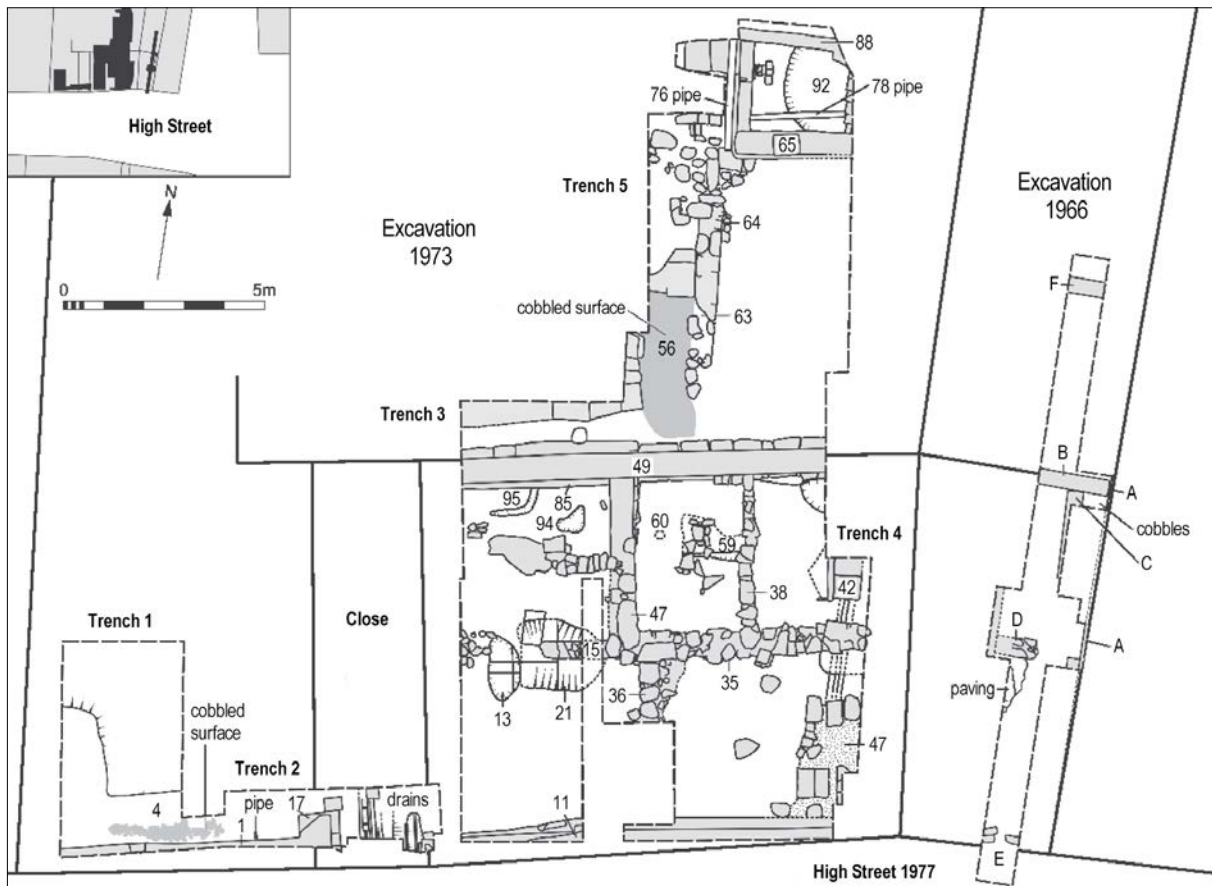 High Street
N
0
5m
Excavation
1973
Trench 5
76 pipe
88
92
78 pipe
65
64
cobbled surface
63
56
Excavation
1966
F
Trench 3
49
B
A
cobbles
C
95
85
94
60
59
Trench 4
42
38
47
D
A
Trench 1
Close
15
35
36
paving
13
21
47
cobbled
surface
Trench 2
4
pipe
17
drains
1
11
E
High Street 1977